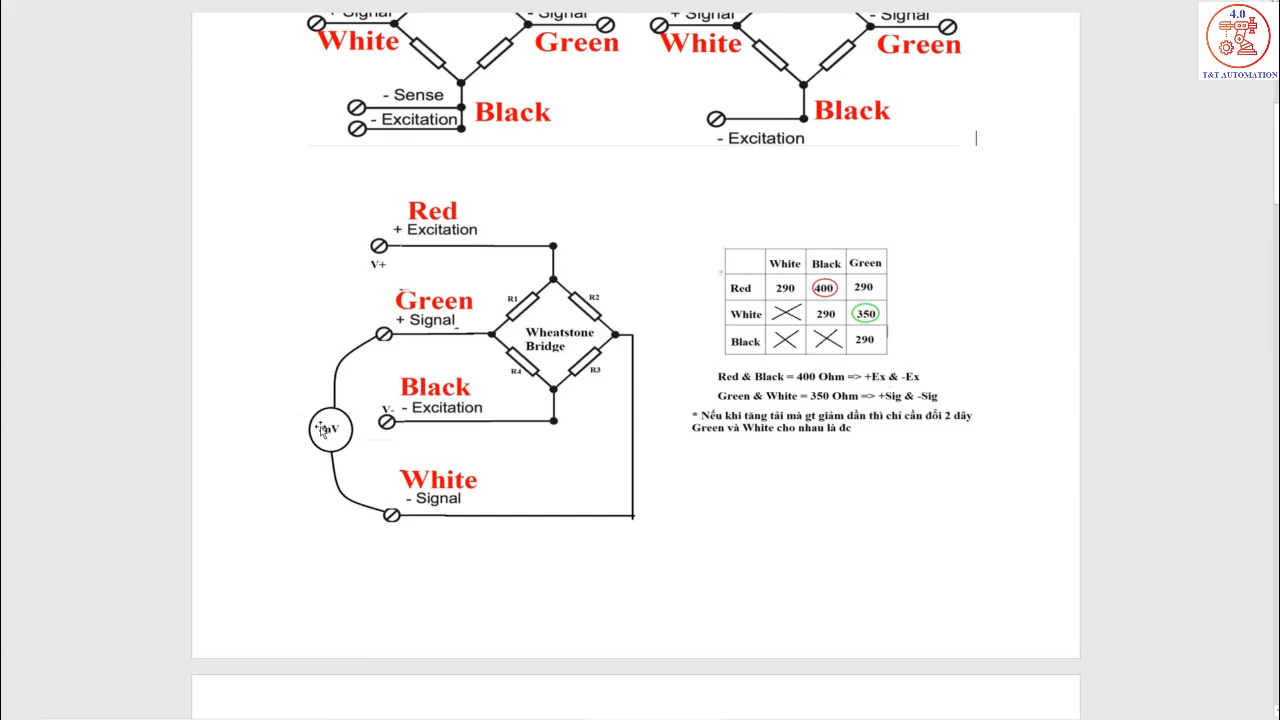 4.0
T&T AUTOMATION
+ Signal
- Signal
+ Signal
- Signal
White
Green
White
Green
- Sense
- Excitation
Black
Black
- Excitation
Red
+ Excitation
V+
Green
+ Signal
R1
R2
Wheatstone
Bridge
R4
R3
Black
V-
- Excitation
mV
White
- Signal
White Black Green
Red 290 400 290
White 290 350
Black 290
Red & Black = 400 Ohm => +Ex & -Ex
Green & White = 350 Ohm => +Sig & -Sig
* Nếu khi tăng tải mà gt giảm dần thì chỉ cần đổi 2 dây
Green và White cho nhau là đc